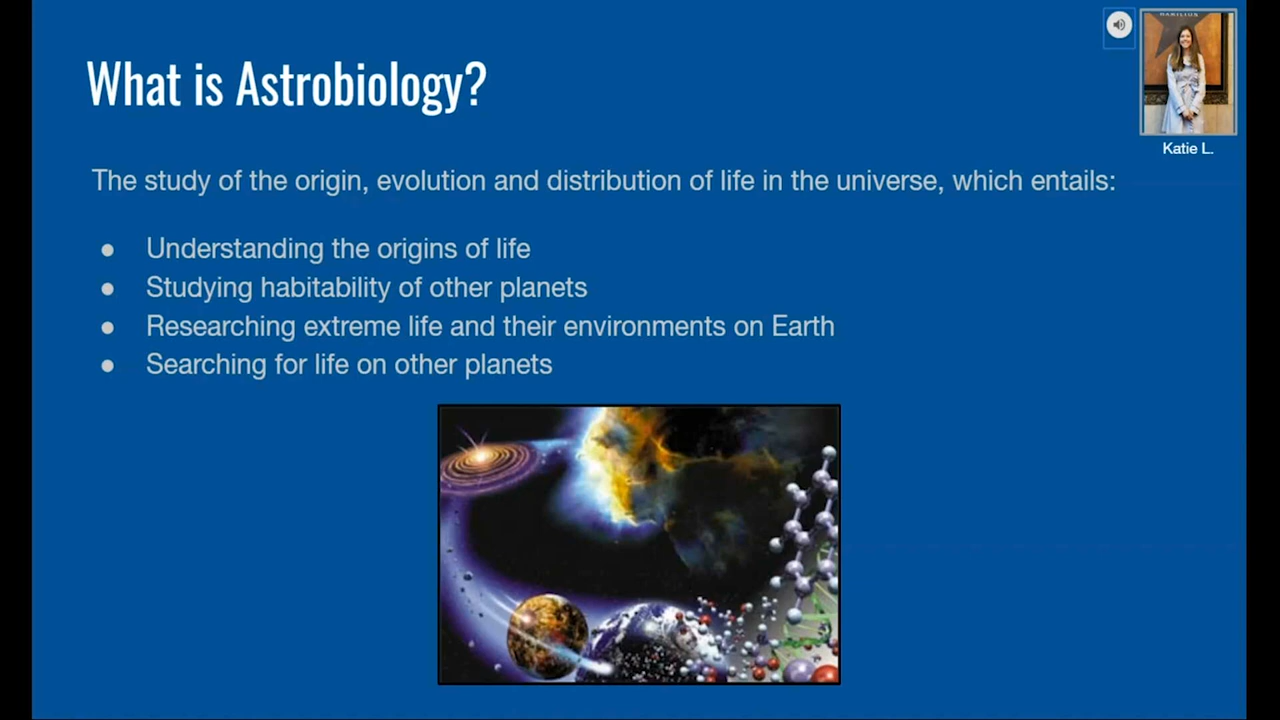 What is Astrobiology?
Katie L.
The study of the origin, evolution and distribution of life in the universe, which entails:
● Understanding the origins of life
● Studying habitability of other planets
● Researching extreme life and their environments on Earth
● Searching for life on other planets